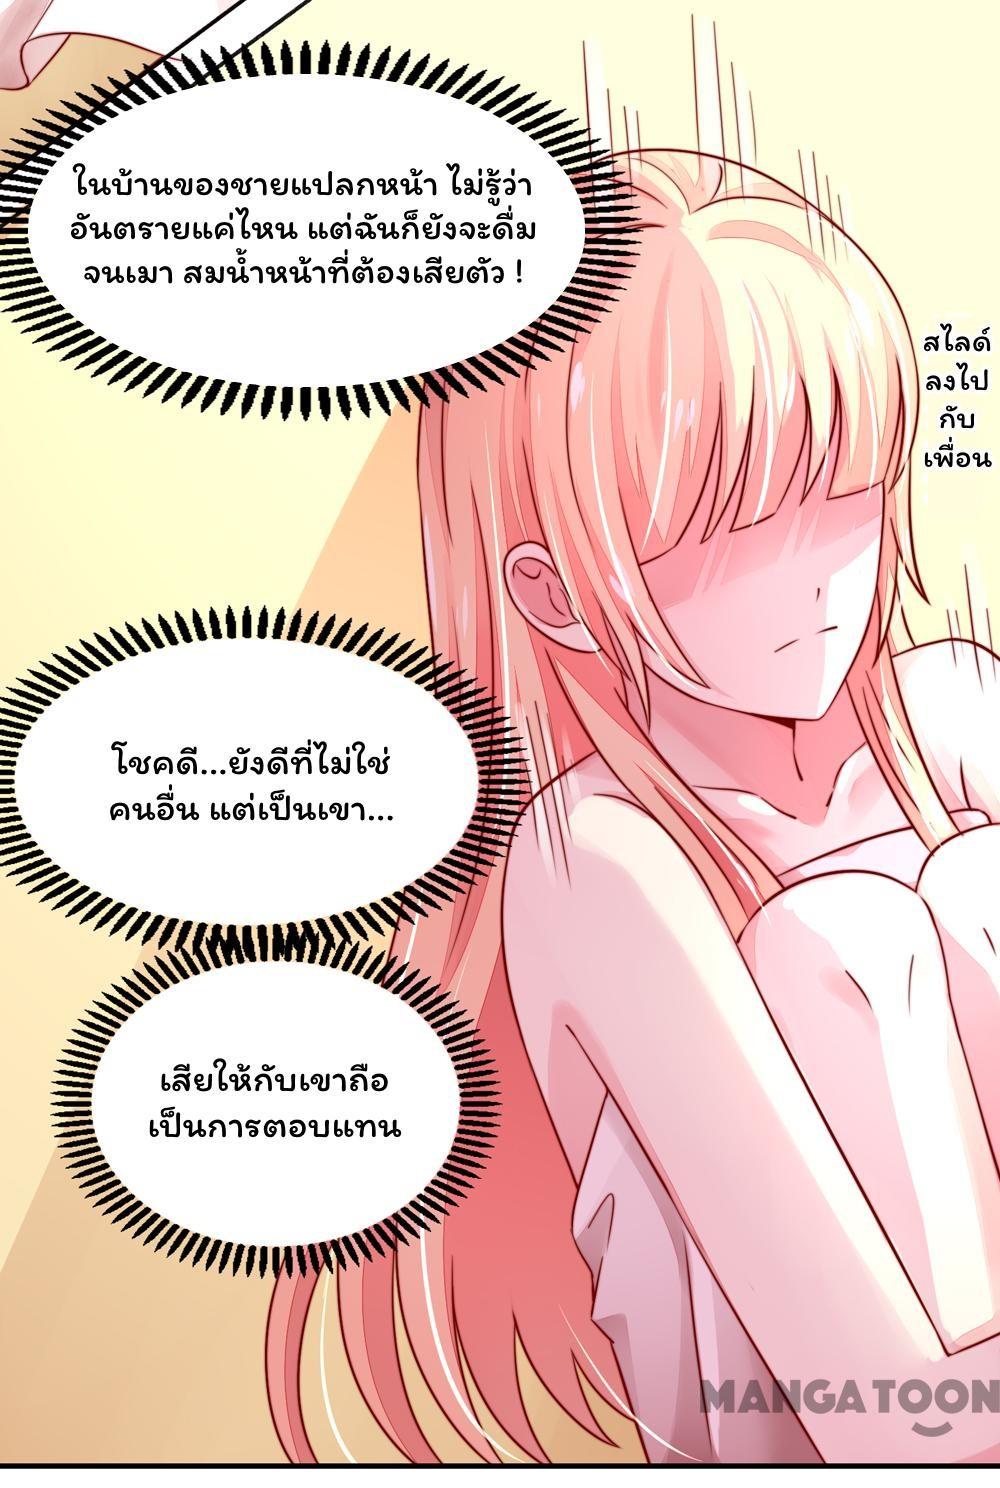 ในบ้านของชายแปลกหน้า ไม่รู้ว่า
อันตรายแค่ไหน แต่ฉันก็ยังจะดื่ม
จนเมา สมน้ำหน้าที่ต้องเสียตัว !
สไลด์
ลงไป
กับ
เพื่อน
โชคดี...ยังดีที่ไม่ใช่
คนอื่น แต่เป็นเขา...
เสียให้กับเขาถือ
เป็นการตอบแทน
MANGATOON